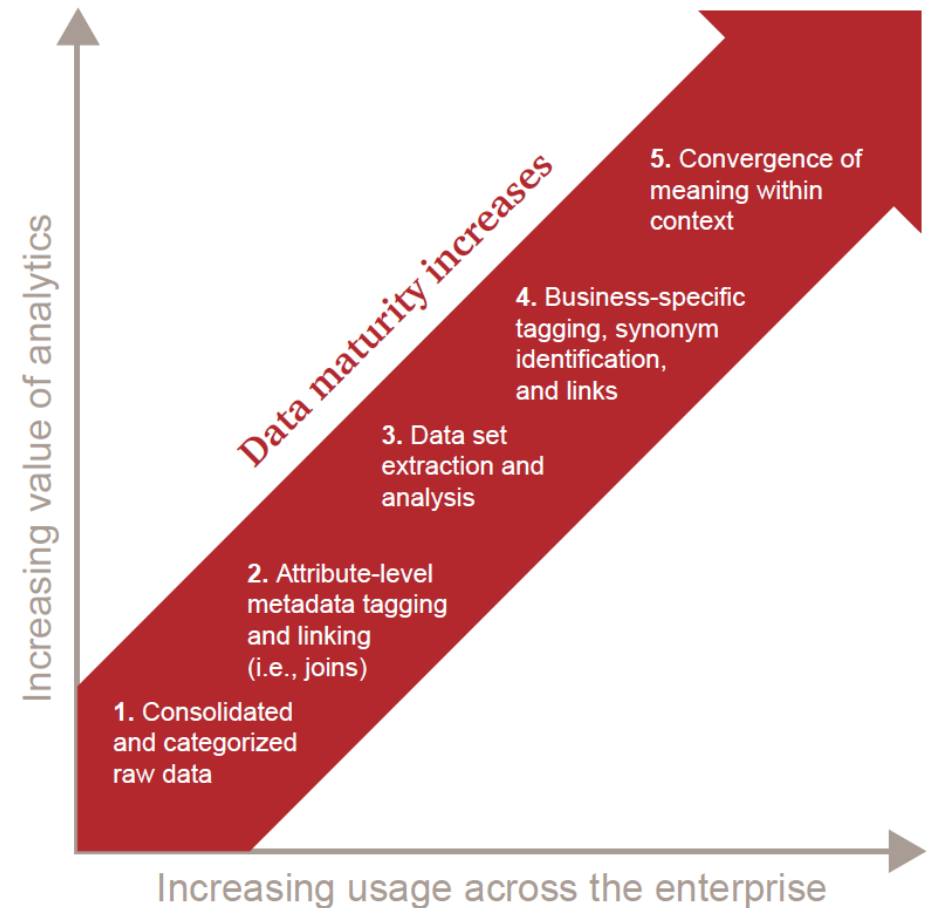 Increasing value of analytics
Data maturity increases
5. Convergence of
meaning within
context
4. Business-specific
tagging, synonym
identification,
and links
3. Data set
extraction and
analysis
2. Attribute-level
metadata tagging
and linking
(i.e., joins)
1. Consolidated
and categorized
raw data
Increasing usage across the enterprise